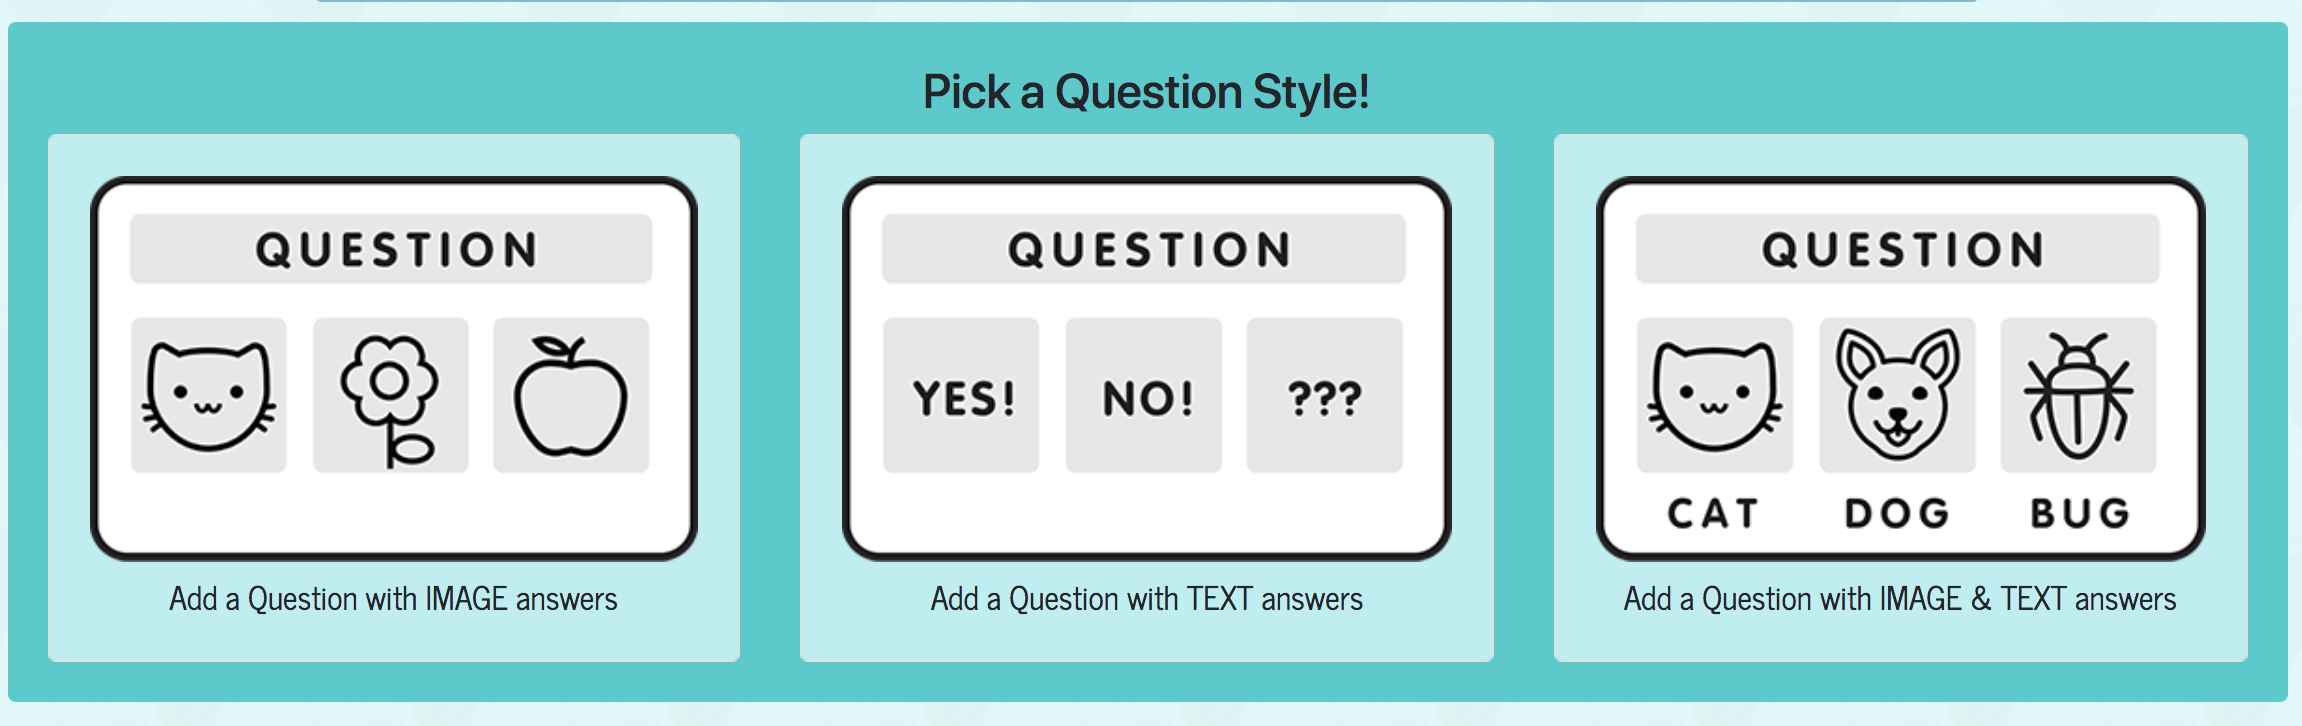 Pick a Question Style!
QUESTION
Add a Question with IMAGE answers
QUESTION
YES! NO! ???
Add a Question with TEXT answers
QUESTION
CAT DOG BUG
Add a Question with IMAGE & TEXT answers